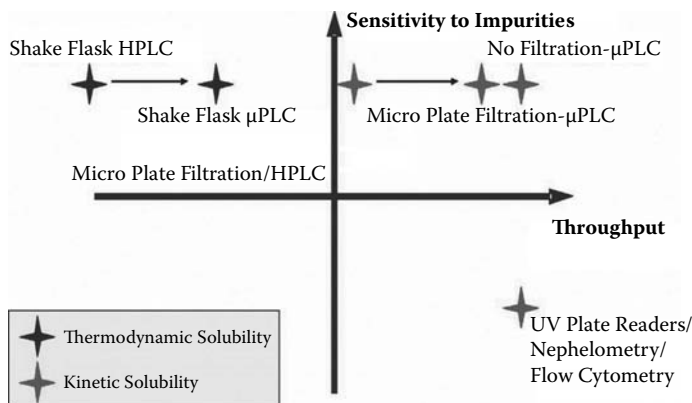 Sensitivity to Impurities
Shake Flask HPLC
No Filtration-μPLC
Shake Flask μPLC
Micro Plate Filtration-μPLC
Micro Plate Filtration/HPLC
Throughput
UV Plate Readers/
Nephelometry/
Flow Cytometry
Thermodynamic Solubility
Kinetic Solubility